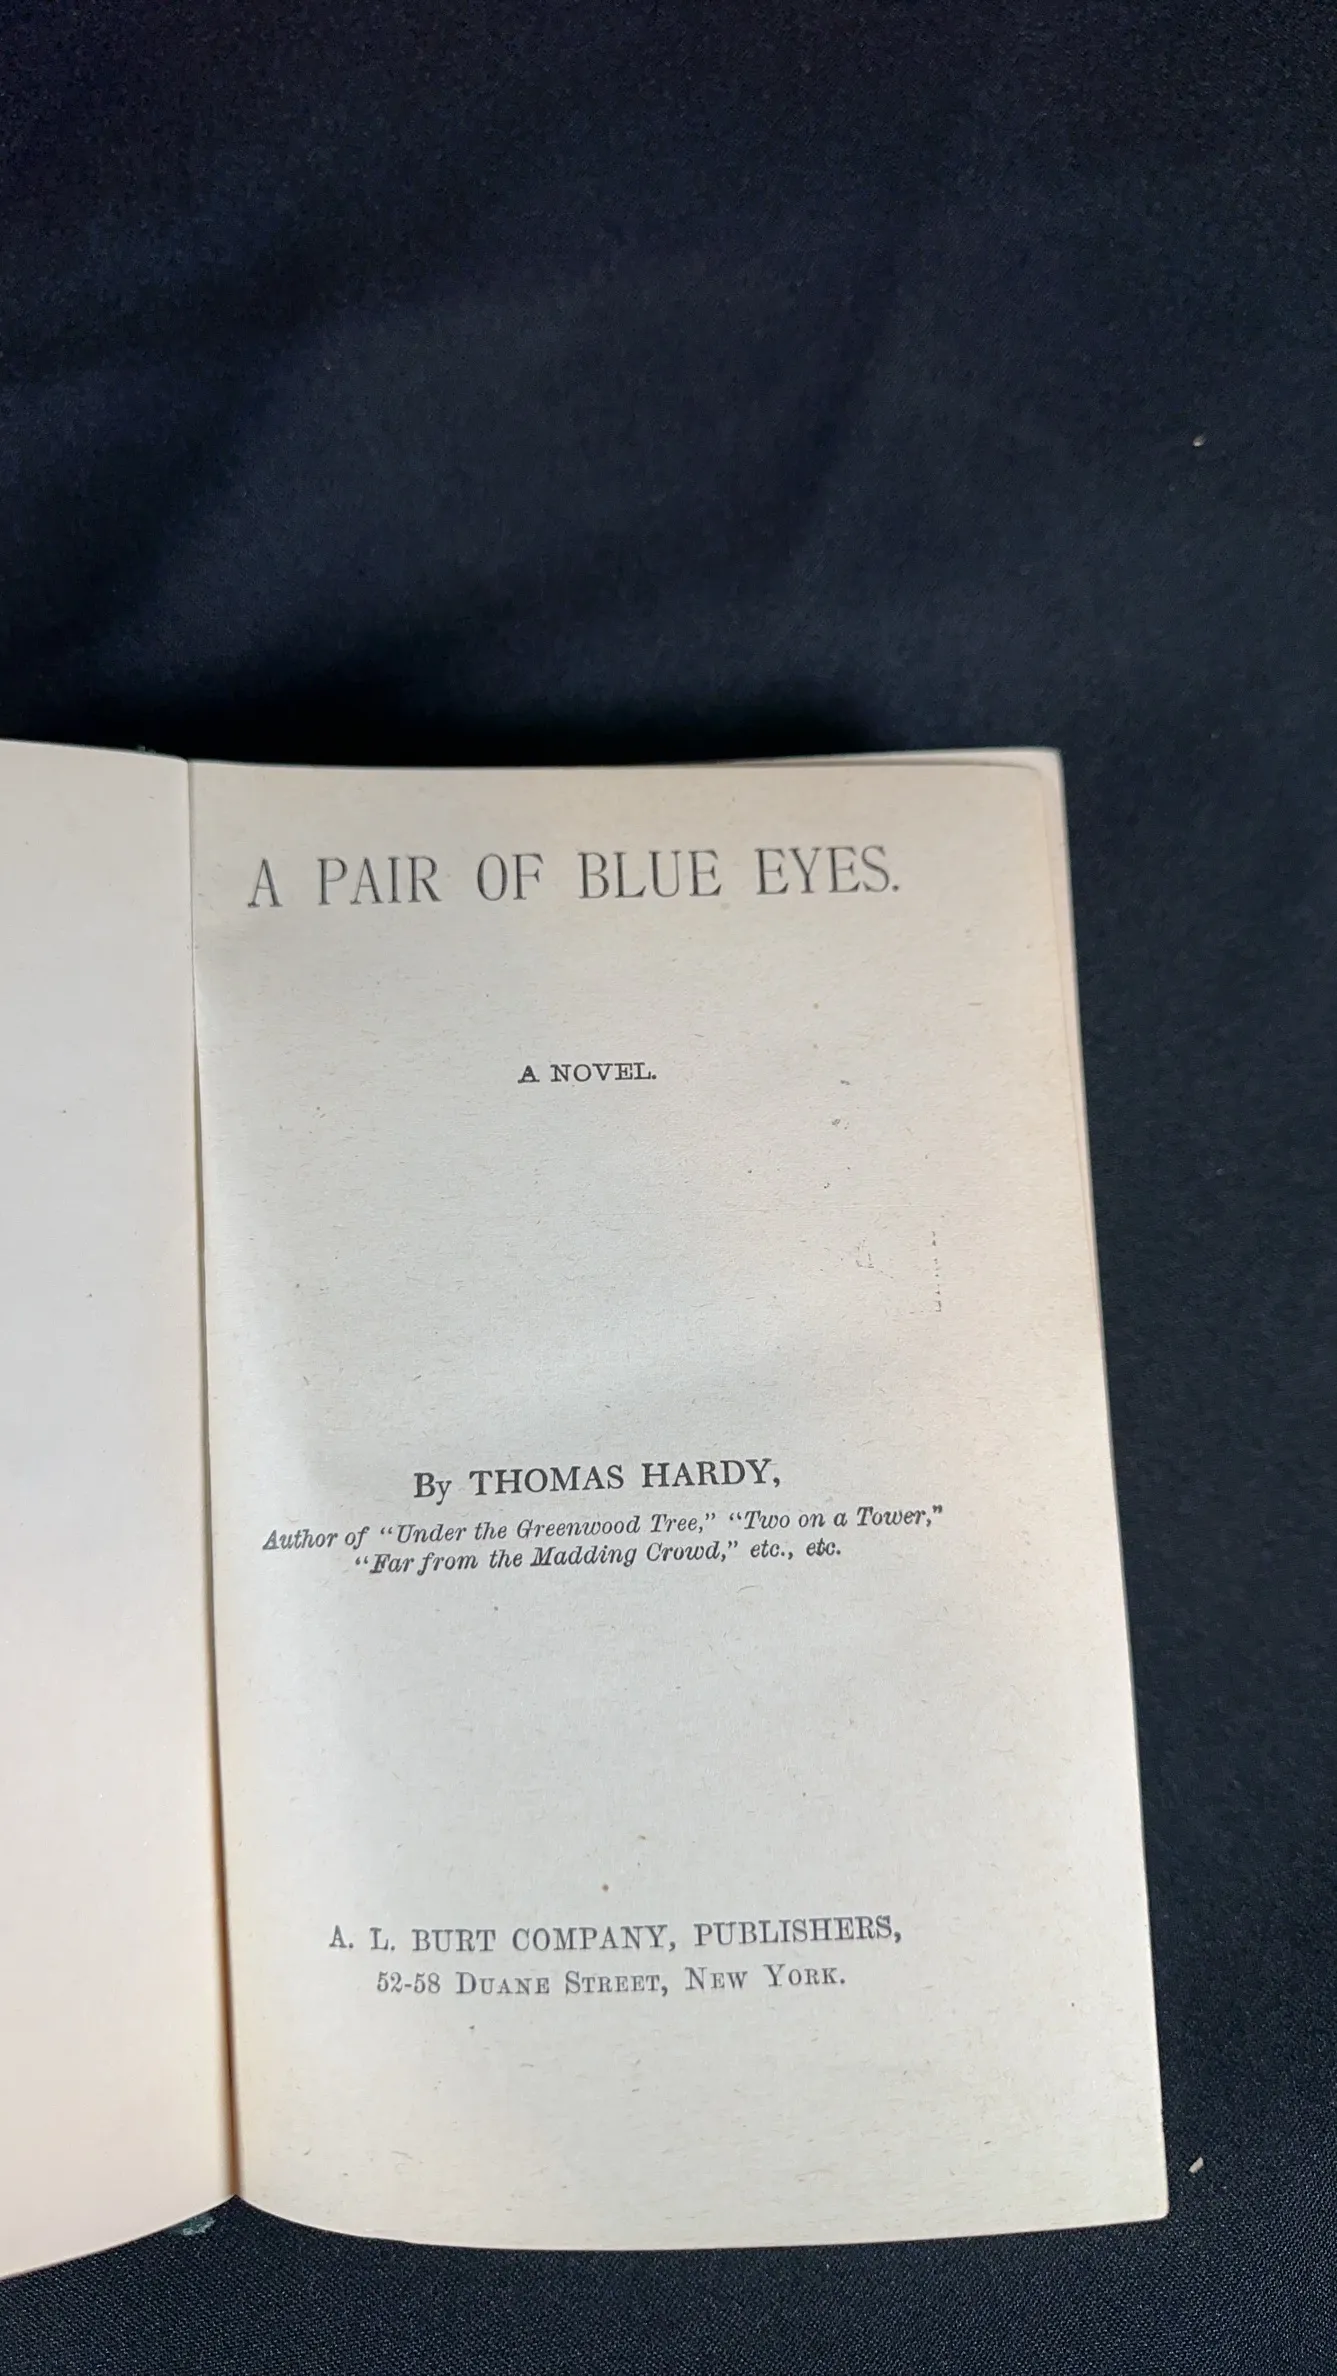 A PAIR OF BLUE EYES.
A NOVEL.
By THOMAS HARDY,
Author of “Under the Greenwood Tree,” “Two on a Tower,”
“Far from the Madding Crowd,” etc., etc.
A. L. BURT COMPANY, PUBLISHERS,
52-58 DUANE STREET, NEW YORK.